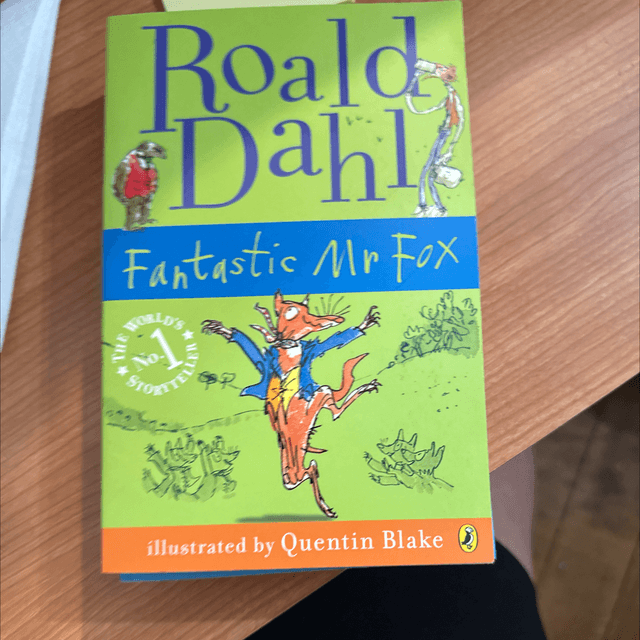 Roald
Dahl
Fantastic Mr Fox
THE WORLD'S
No. 1
STORYTELLER
illustrated by Quentin Blake